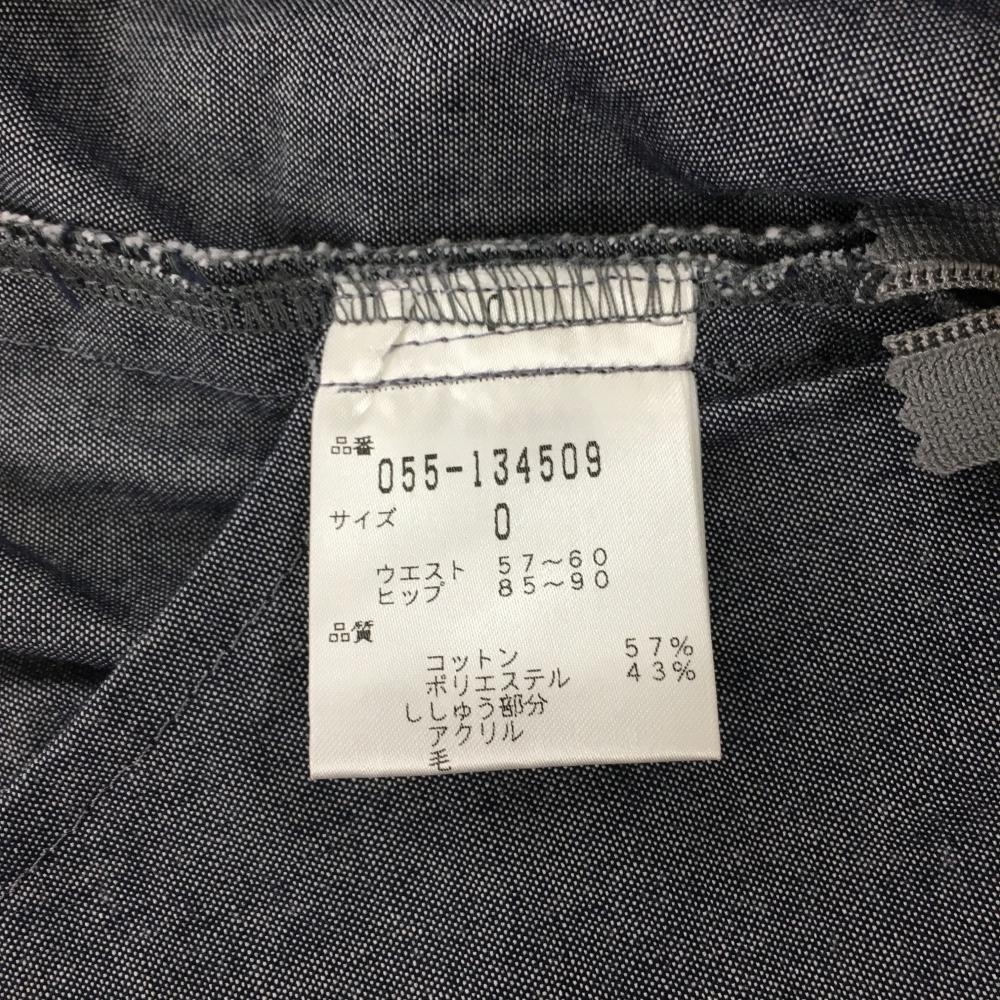 品番
055-134509
サイズ 0
ウエスト 57～60
ヒップ 85～90
品質
コットン 57%
ポリエステル 43%
ししゅう部分
アクリル
毛